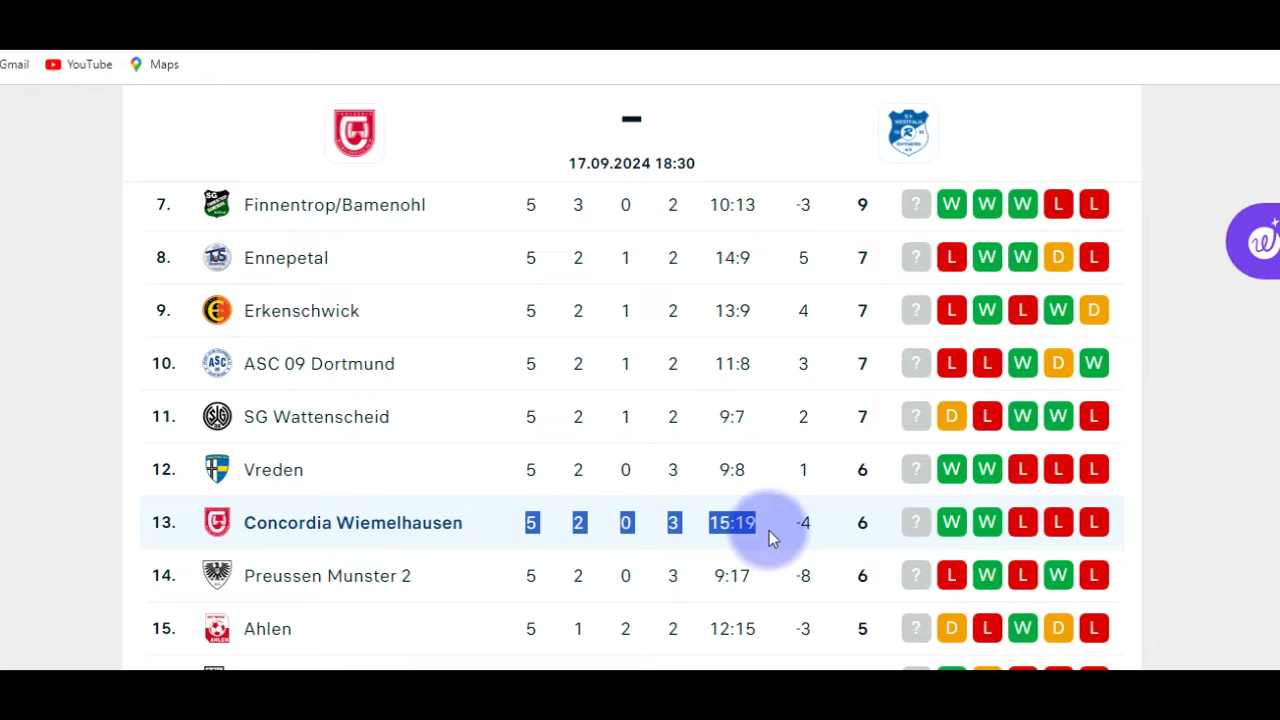 Gmail YouTube Maps
17.09.2024 18:30
7. Finnentrop/Bamenohl 5 3 0 2 10:13 -3 9 ? W W W L L
8. Ennepetal 5 2 1 2 14:9 5 7 ? L W W D L
9. Erkenschwick 5 2 1 2 13:9 4 7 ? L W L W D
10. ASC 09 Dortmund 5 2 1 2 11:8 3 7 ? L L W D W
11. SG Wattenscheid 5 2 1 2 9:7 2 7 ? D L W W L
12. Vreden 5 2 0 3 9:8 1 6 ? W W L L L
13. Concordia Wiemelhausen 5 2 0 3 15:19 -4 6 ? W W L L L
14. Preussen Munster 2 5 2 0 3 9:17 -8 6 ? L W L W L
15. Ahlen 5 1 2 2 12:15 -3 5 ? D L W D L